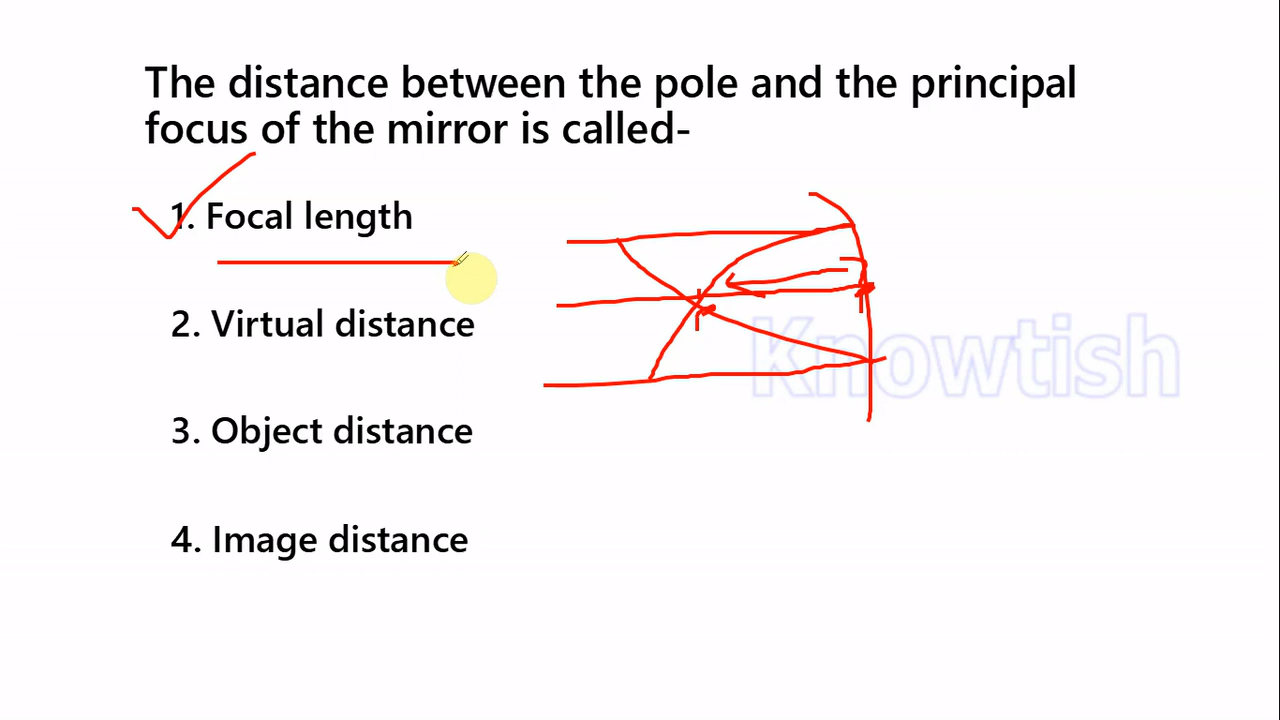 The distance between the pole and the principal
focus of the mirror is called-
1. Focal length
2. Virtual distance
3. Object distance
4. Image distance
Knowtish